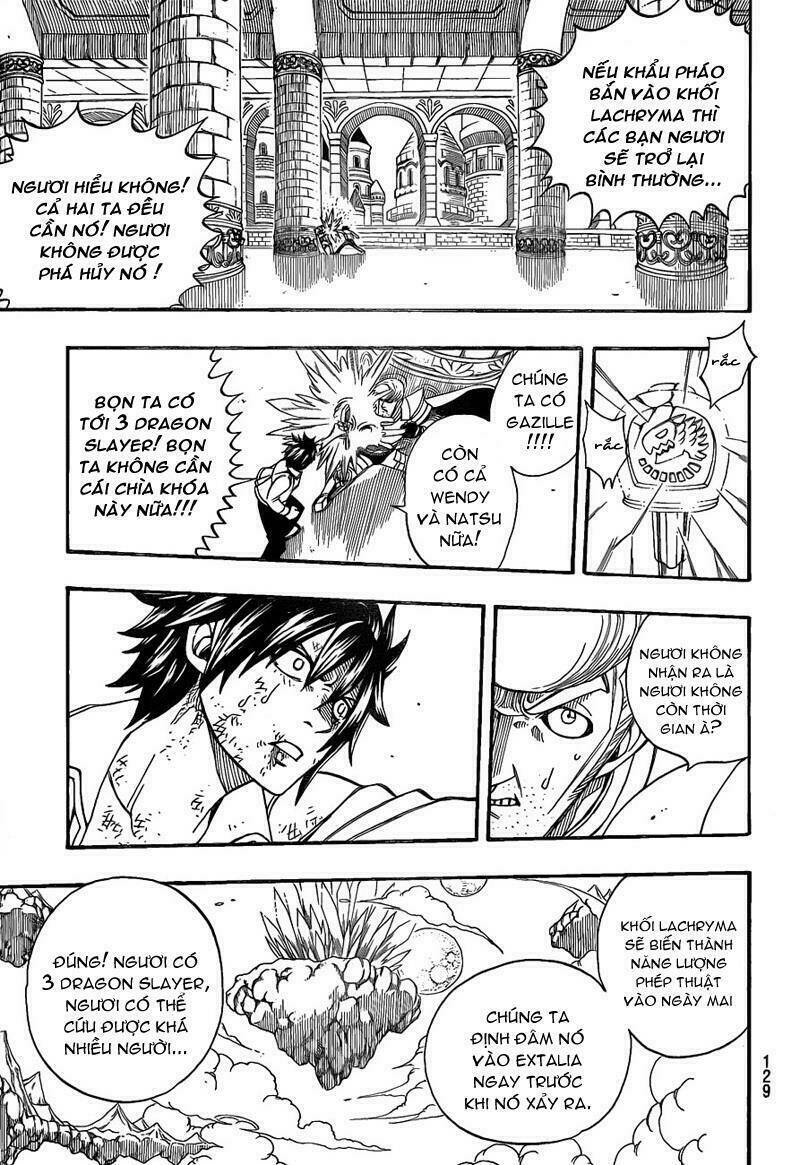 NẾU KHẨU PHÁO
BẮN VÀO KHỐI
LACHRYMA THÌ
CÁC BẠN NGƯƠI
SẼ TRỞ LẠI
BÌNH THƯỜNG...
NGƯƠI HIỂU KHÔNG!
CẢ HAI TA ĐỀU
CẦN NÓ! NGƯƠI
KHÔNG ĐƯỢC
PHÁ HỦY NÓ !
rắc
rắc
CHÚNG
TA CÓ
GAZILLE
!!!!
CÒN
CÓ CẢ
WENDY
VÀ NATSU
NỮA!
BỌN TA CÓ
TỚI 3 DRAGON
SLAYER! BỌN
TA KHÔNG CẦN
CÁI CHÌA KHÓA
NÀY NỮA!!!
NGƯƠI KHÔNG
NHẬN RA LÀ
NGƯƠI KHÔNG
CÒN THỜI
GIAN À?
KHỐI LACHRYMA
SẼ BIẾN THÀNH
NĂNG LƯỢNG
PHÉP THUẬT
VÀO NGÀY MAI
CHÚNG TA
ĐỊNH ĐÂM NÓ
VÀO EXTALIA
NGAY TRƯỚC
KHI NÓ XẢY RA.
ĐÚNG! NGƯƠI CÓ
3 DRAGON SLAYER,
NGƯƠI CÓ THỂ
CỨU ĐƯỢC KHÁ
NHIỀU NGƯỜI...
129